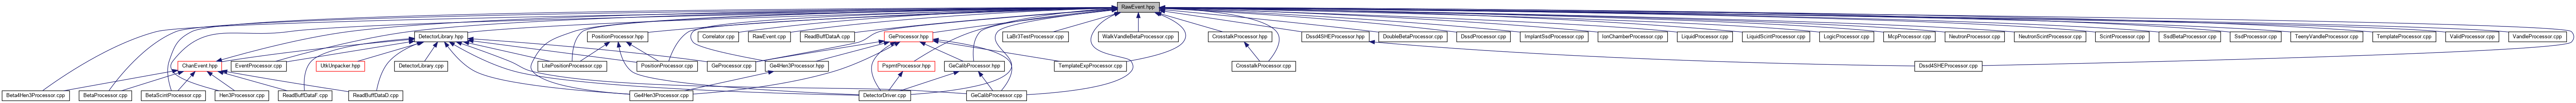 RawEvent.hpp
DetectorLibrary.hpp
PositionProcessor.hpp
Correlator.cpp
RawEvent.cpp
ReadBuffDataA.cpp
GeProcessor.hpp
LaBr3TestProcessor.cpp
WalkVandleBetaProcessor.cpp
CrosstalkProcessor.hpp
Dssd4SHEProcessor.hpp
DoubleBetaProcessor.cpp
DssdProcessor.cpp
ImplantSsdProcessor.cpp
IonChamberProcessor.cpp
LiquidProcessor.cpp
LiquidScintProcessor.cpp
LogicProcessor.cpp
McpProcessor.cpp
NeutronProcessor.cpp
NeutronScintProcessor.cpp
ScintProcessor.cpp
SsdBetaProcessor.cpp
SsdProcessor.cpp
TeenyVandleProcessor.cpp
TemplateProcessor.cpp
ValidProcessor.cpp
VandleProcessor.cpp
ChanEvent.hpp
EventProcessor.cpp
UtkUnpacker.hpp
DetectorLibrary.cpp
LitePositionProcessor.cpp
PositionProcessor.cpp
GeProcessor.cpp
Ge4Hen3Processor.hpp
PspmtProcessor.hpp
GeCalibProcessor.hpp
TemplateExpProcessor.cpp
CrosstalkProcessor.cpp
Dssd4SHEProcessor.cpp
Beta4Hen3Processor.cpp
BetaProcessor.cpp
BetaScintProcessor.cpp
Hen3Processor.cpp
ReadBuffDataF.cpp
ReadBuffDataD.cpp
Ge4Hen3Processor.cpp
DetectorDriver.cpp
GeCalibProcessor.cpp